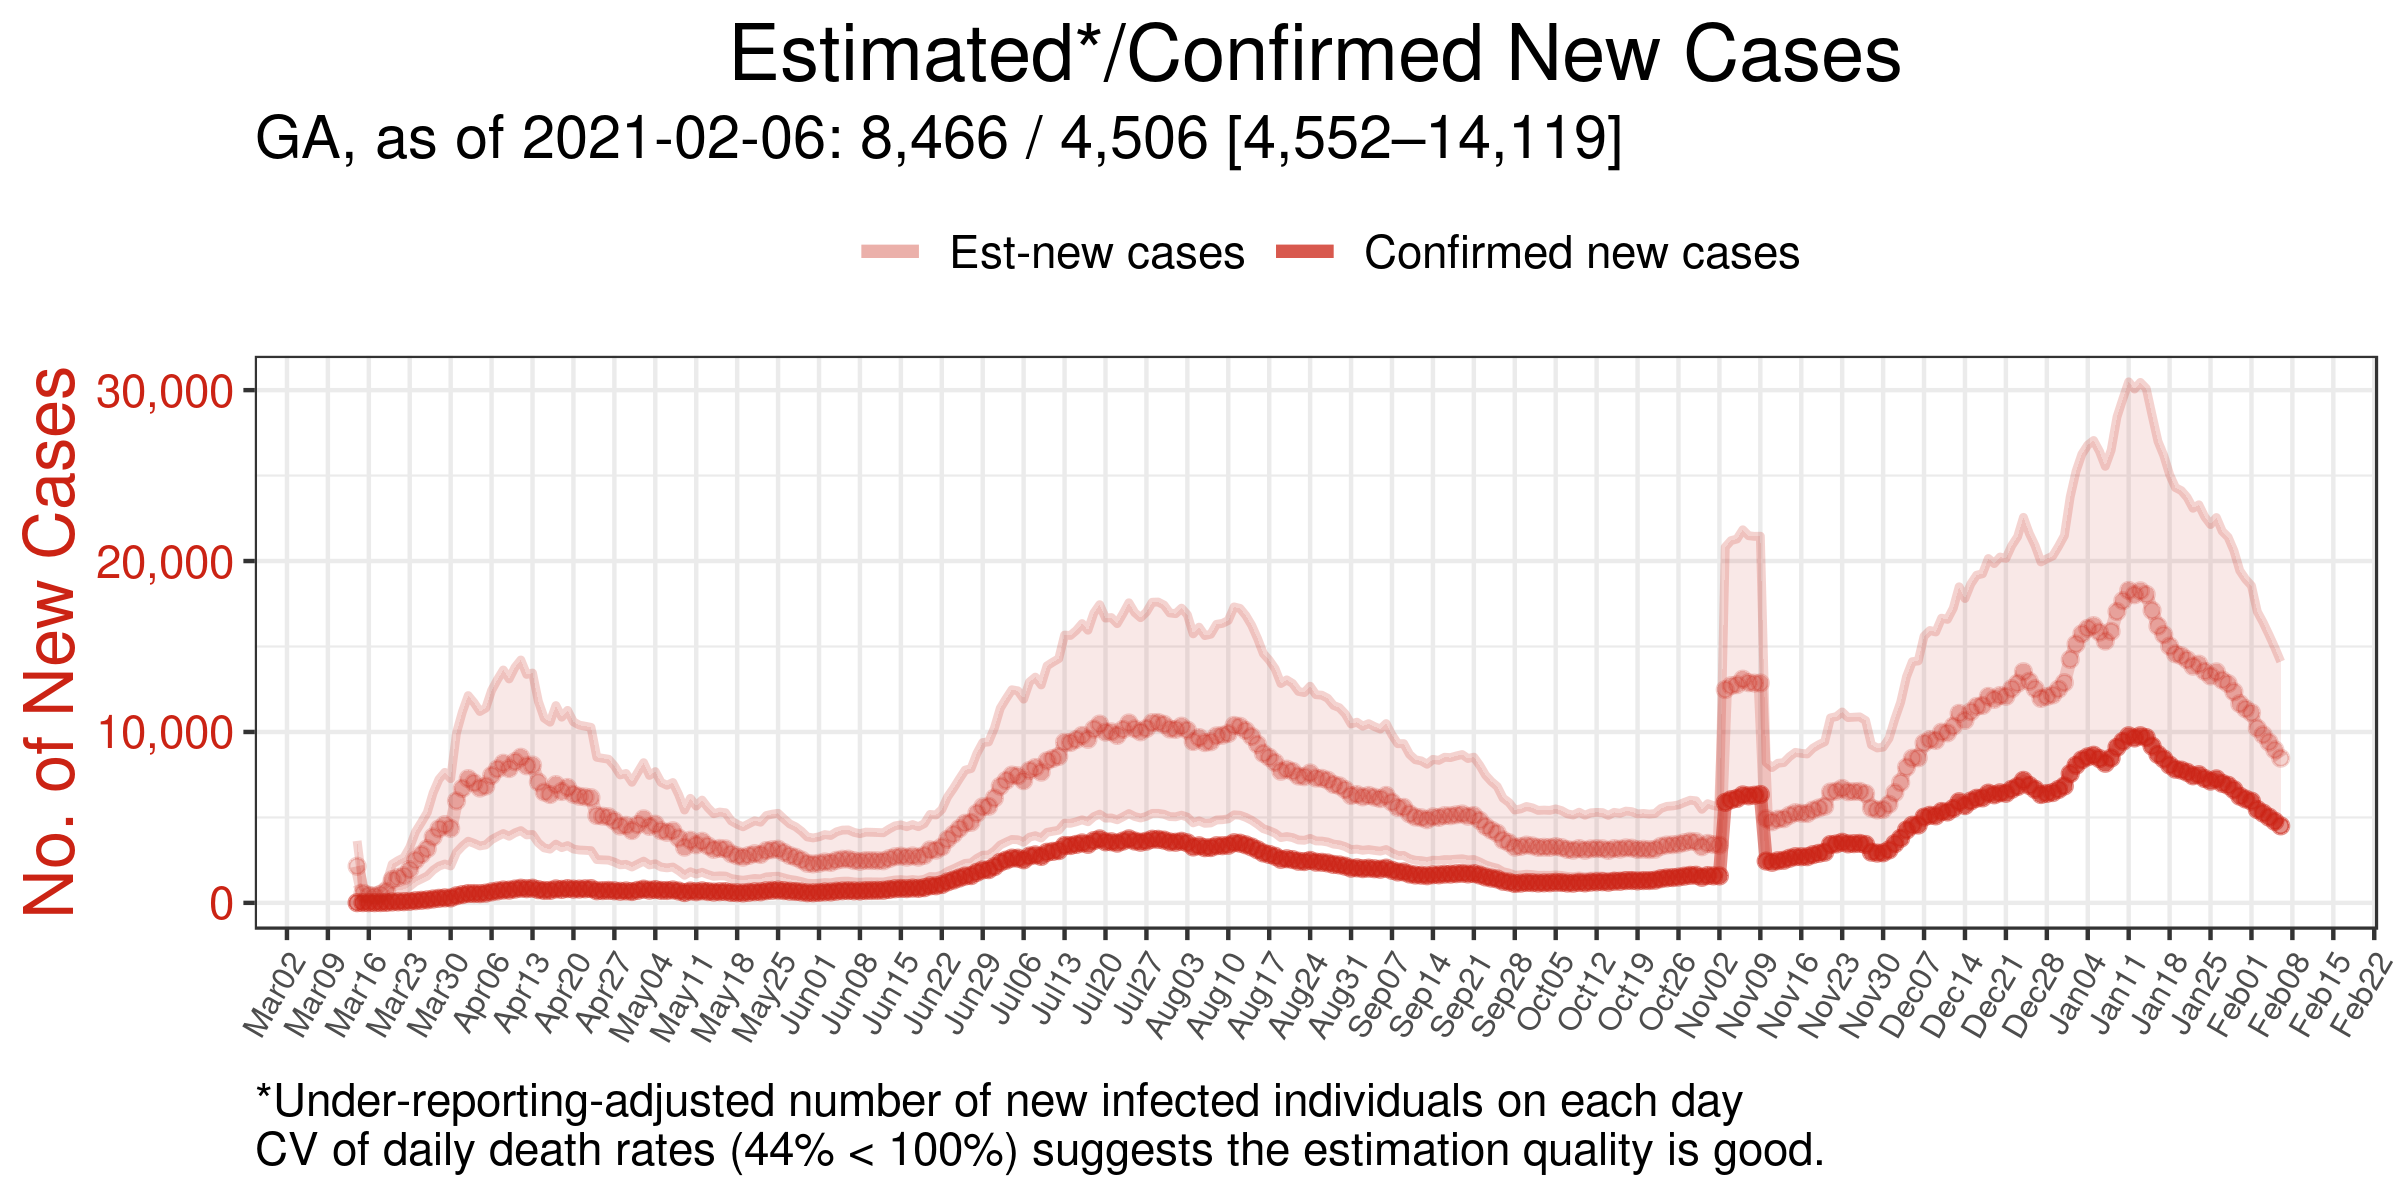 Estimated*/Confirmed New Cases
GA, as of 2021-02-06: 8,466 / 4,506 [4,552–14,119]
Est-new cases
Confirmed new cases
No. of New Cases
30,000
20,000
10,000
0
Mar02
Mar09
Mar16
Mar23
Mar30
Apr06
Apr13
Apr20
Apr27
May04
May11
May18
May25
Jun01
Jun08
Jun15
Jun22
Jun29
Jul06
Jul13
Jul20
Jul27
Aug03
Aug10
Aug17
Aug24
Aug31
Sep07
Sep14
Sep21
Sep28
Oct05
Oct12
Oct19
Oct26
Nov02
Nov09
Nov16
Nov23
Nov30
Dec07
Dec14
Dec21
Dec28
Jan04
Jan11
Jan18
Jan25
Feb01
Feb08
Feb15
Feb22
*Under-reporting-adjusted number of new infected individuals on each day
CV of daily death rates (44% < 100%) suggests the estimation quality is good.